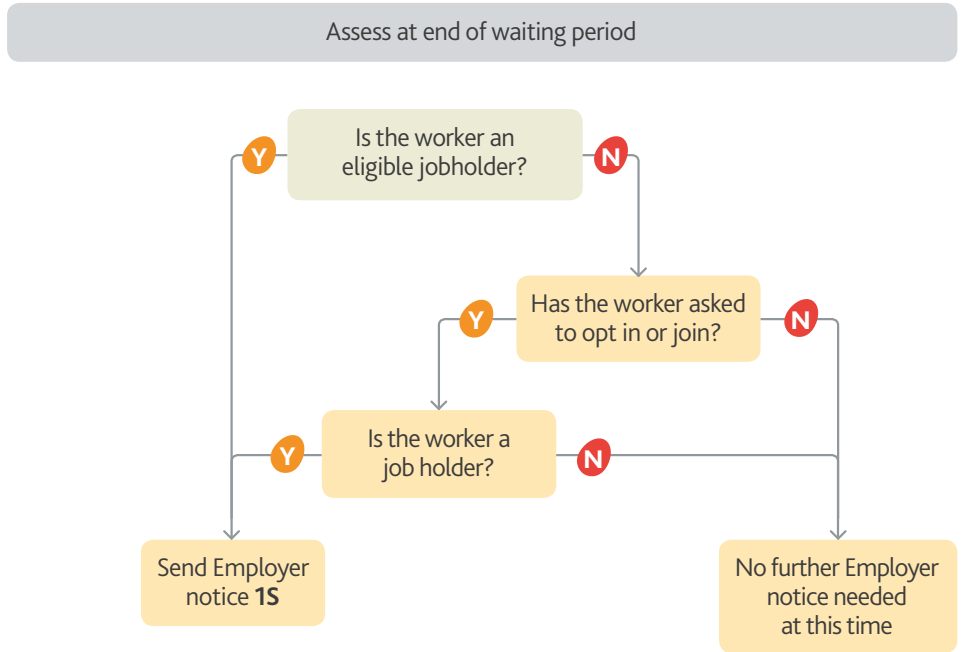 Assess at end of waiting period
Is the worker an
eligible jobholder?
Y
N
Has the worker asked
to opt in or join?
Y
N
Is the worker a
job holder?
Y
N
Send Employer
notice 1S
No further Employer
notice needed
at this time